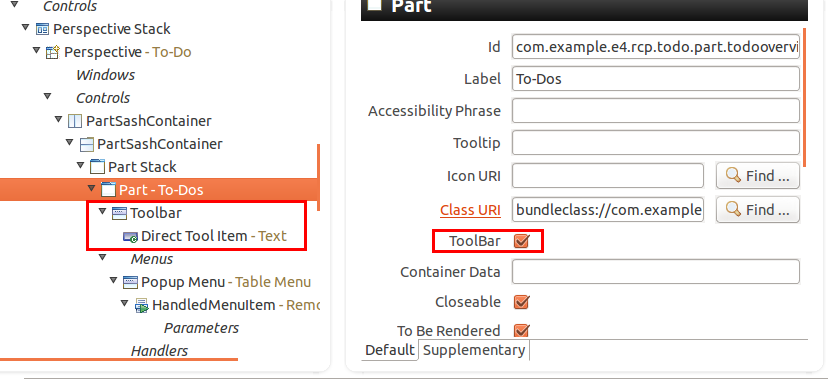 Controls
Perspective Stack
Perspective - To-Do
Windows
Controls
PartSashContainer
PartSashContainer
Part Stack
Part - To-Dos
Toolbar
Direct Tool Item - Text
Menus
Popup Menu - Table Menu
HandledMenuItem - Remo
Parameters
Handlers
Part
Id com.example.e4.rcp.todo.part.todoovervi
Label To-Dos
Accessibility Phrase
Tooltip
Icon URI Find ...
Class URI bundleclass://com.example Find ...
ToolBar
Container Data
Closeable
To Be Rendered
Default Supplementary